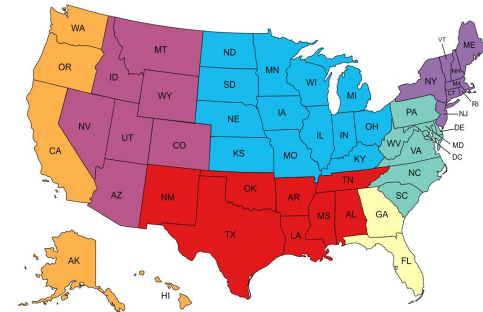 WA
OR
CA
AK
HI
MT
ID
WY
NV
UT
CO
AZ
ND
SD
NE
KS
MN
IA
MO
WI
IL
MI
IN
OH
KY
NM
TX
OK
AR
LA
MS
TN
AL
GA
FL
PA
WV
VA
NC
SC
DE
MD
DC
NY
NJ
VT
NH
MA
CT
RI
ME